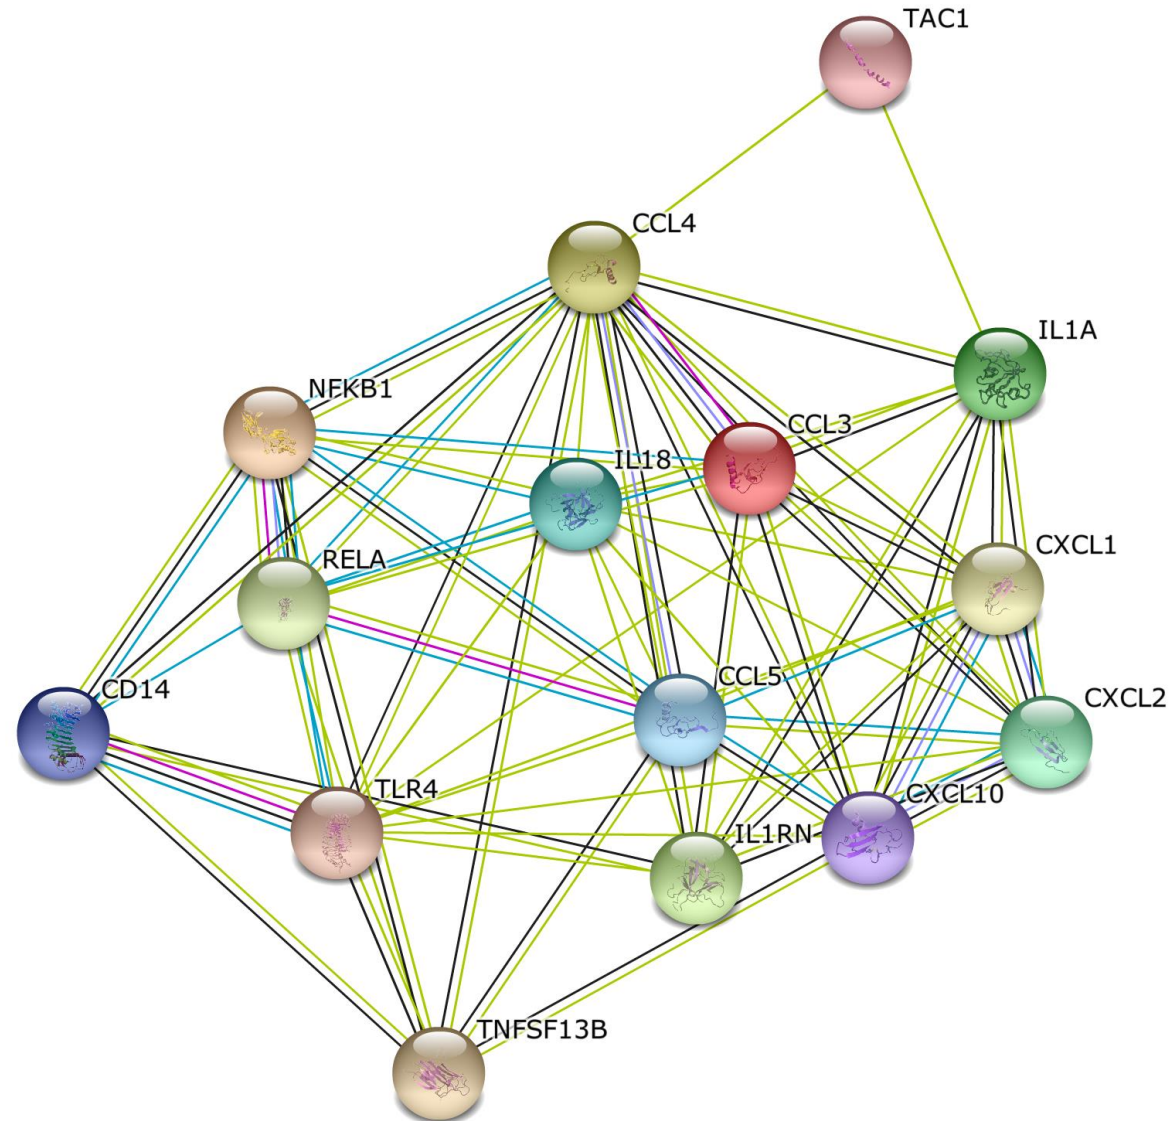 TAC1
CCL4
IL1A
NFKB1
CCL3
IL18
CXCL1
RELA
CCL5
CD14
CXCL2
TLR4
CXCL10
IL1RN
TNFSF13B